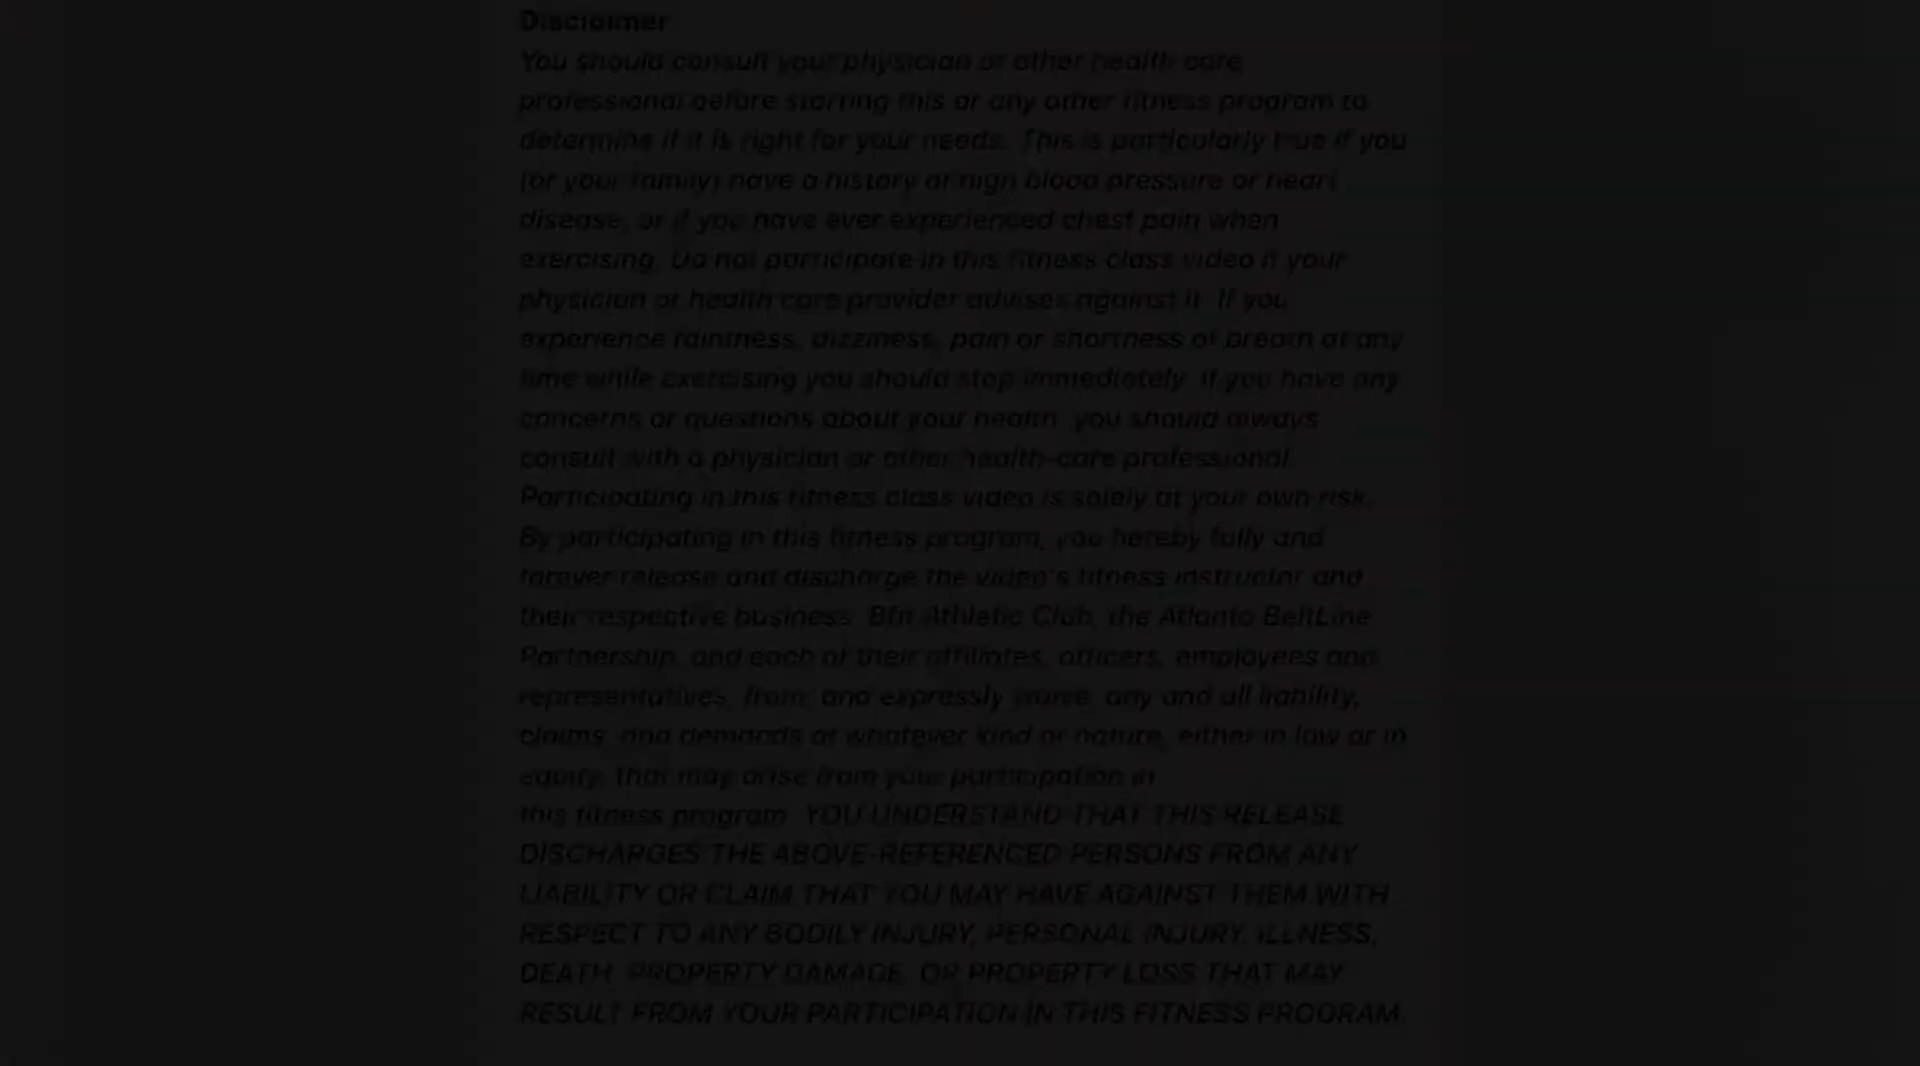 Disclaimer
You should consult your physician or other health care
professional before starting this or any other fitness program to
determine if it is right for your needs. This is particularly true if you
(or your family) have a history of high blood pressure or heart
disease, or if you have ever experienced chest pain when
exercising. Do not participate in this fitness class video if your
physician or health care provider advises against it. If you
experience faintness, dizziness, pain or shortness of breath at any
time while exercising you should stop immediately. If you have any
concerns or questions about your health, you should always
consult with a physician or other health-care professional.
Participating in this fitness class video is solely at your own risk.
By participating in this fitness program, you hereby fully and
forever release and discharge the video's fitness instructor and
their respective business, Bfit Athletic Club, the Atlanta BeltLine
Partnership, and each of their affiliates, officers, employees and
representatives, from, and expressly waive, any and all liability,
claims, and demands of whatever kind or nature, either in law or in
equity, that may arise from your participation in
this fitness program. YOU UNDERSTAND THAT THIS RELEASE
DISCHARGES THE ABOVE-REFERENCED PERSONS FROM ANY
LIABILITY OR CLAIM THAT YOU MAY HAVE AGAINST THEM WITH
RESPECT TO ANY BODILY INJURY, PERSONAL INJURY, ILLNESS,
DEATH, PROPERTY DAMAGE, OR PROPERTY LOSS THAT MAY
RESULT FROM YOUR PARTICIPATION IN THIS FITNESS PROGRAM.